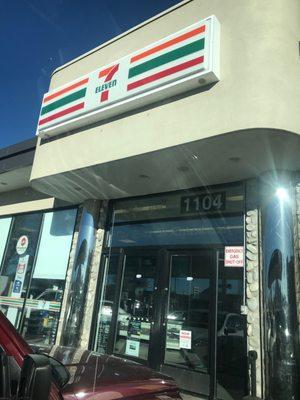 7
ELEVEN
1104
EMERGENCY
GAS
SHUT-OFF